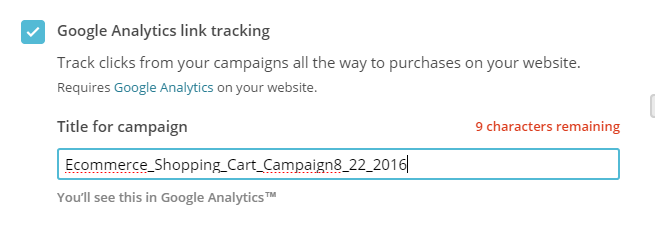 Google Analytics link tracking
Track clicks from your campaigns all the way to purchases on your website.
Requires Google Analytics on your website.
Title for campaign 9 characters remaining
Ecommerce_Shopping_Cart_Campaign8_22_2016
You'll see this in Google Analytics™